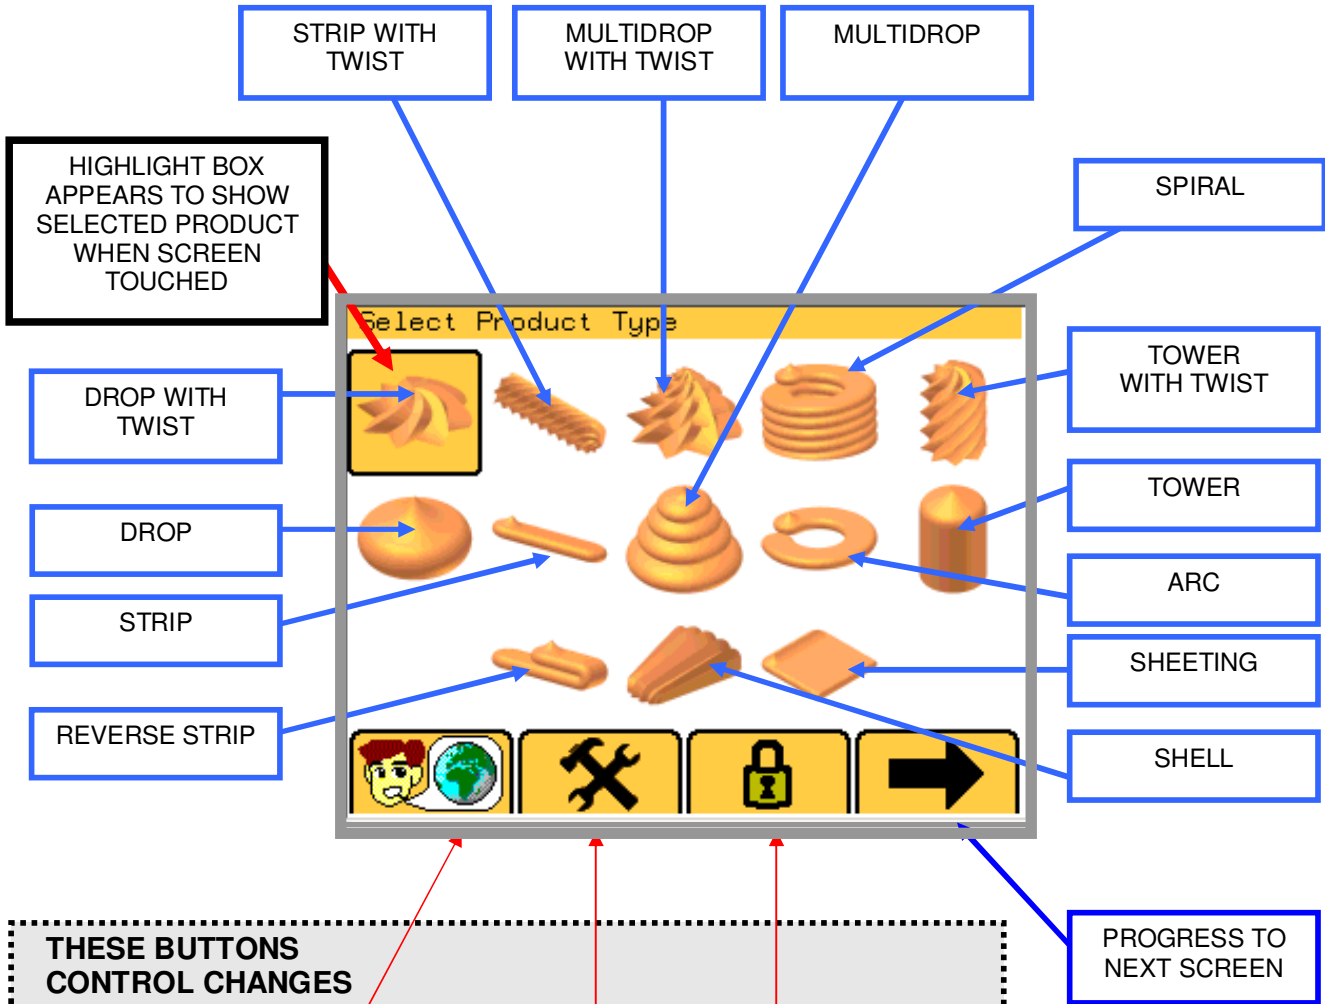 STRIP WITH
TWIST
MULTIDROP
WITH TWIST
MULTIDROP
HIGHLIGHT BOX
APPEARS TO SHOW
SELECTED PRODUCT
WHEN SCREEN
TOUCHED
SPIRAL
Select Product Type
DROP WITH
TWIST
TOWER
WITH TWIST
DROP
TOWER
STRIP
ARC
SHEETING
REVERSE STRIP
SHELL
THESE BUTTONS
CONTROL CHANGES
PROGRESS TO
NEXT SCREEN